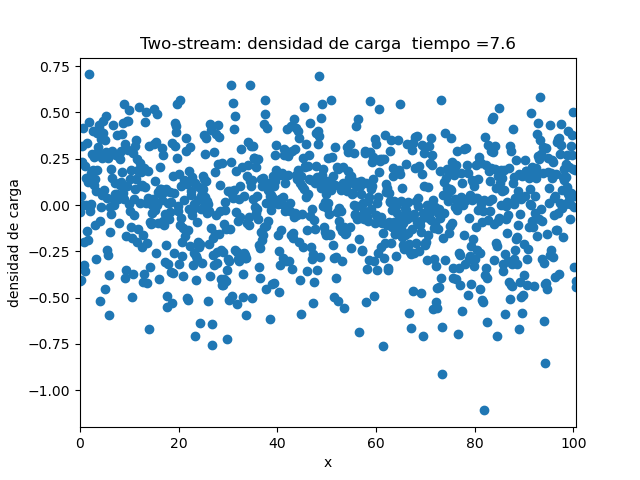 Two-stream: densidad de carga  tiempo =7.6
densidad de carga
0.75
0.50
0.25
0.00
−0.25
−0.50
−0.75
−1.00
0 20 40 60 80 100
x